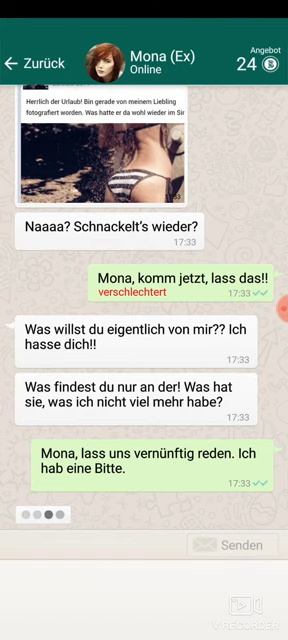 Zurück
Mona (Ex)
Online
Angebot
24
Herrlich der Urlaub! Bin gerade von meinem Liebling
fotografiert worden. Was hatte er da wohl wieder im Sin
Naaaa? Schnackelt's wieder?
17:33
Mona, komm jetzt, lass das!!
verschlechtert
17:33
Was willst du eigentlich von mir?? Ich
hasse dich!!
17:33
Was findest du nur an der! Was hat
sie, was ich nicht viel mehr habe?
17:33
Mona, lass uns vernünftig reden. Ich
hab eine Bitte.
17:33
Senden
V RECORDER